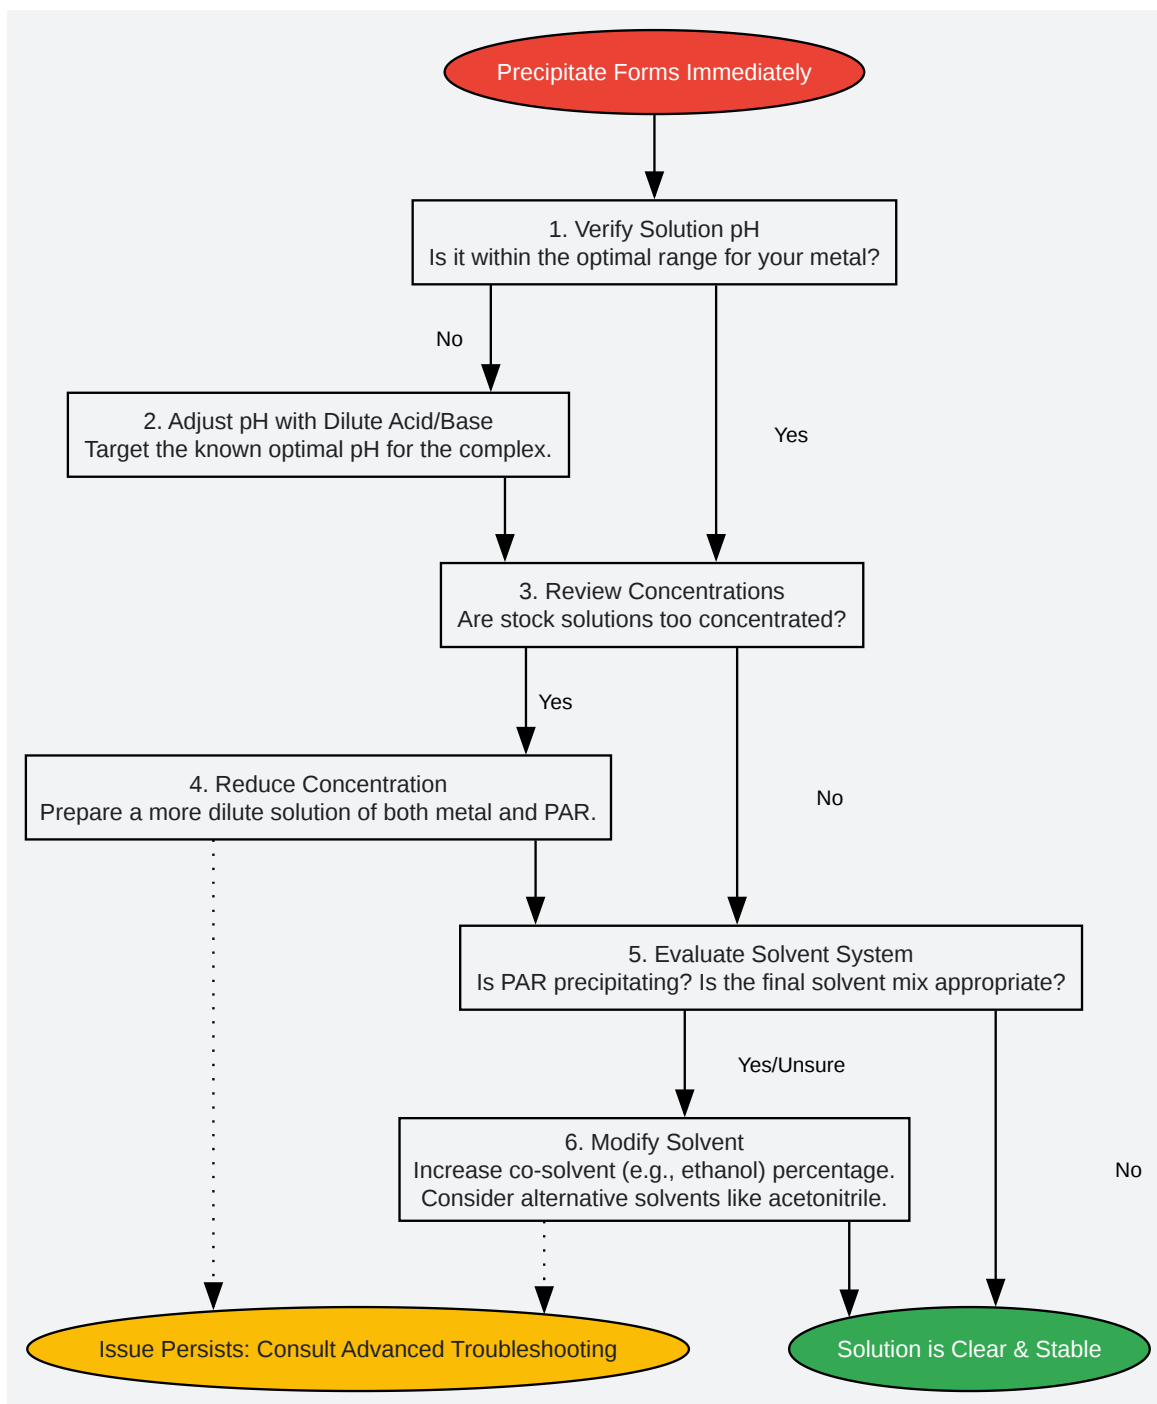 Precipitate Forms Immediately
1. Verify Solution pH
Is it within the optimal range for your metal?
No
2. Adjust pH with Dilute Acid/Base
Target the known optimal pH for the complex.
Yes
3. Review Concentrations
Are stock solutions too concentrated?
Yes
4. Reduce Concentration
Prepare a more dilute solution of both metal and PAR.
No
5. Evaluate Solvent System
Is PAR precipitating? Is the final solvent mix appropriate?
Yes/Unsure
6. Modify Solvent
Increase co-solvent (e.g., ethanol) percentage.
Consider alternative solvents like acetonitrile.
No
Issue Persists: Consult Advanced Troubleshooting
Solution is Clear & Stable